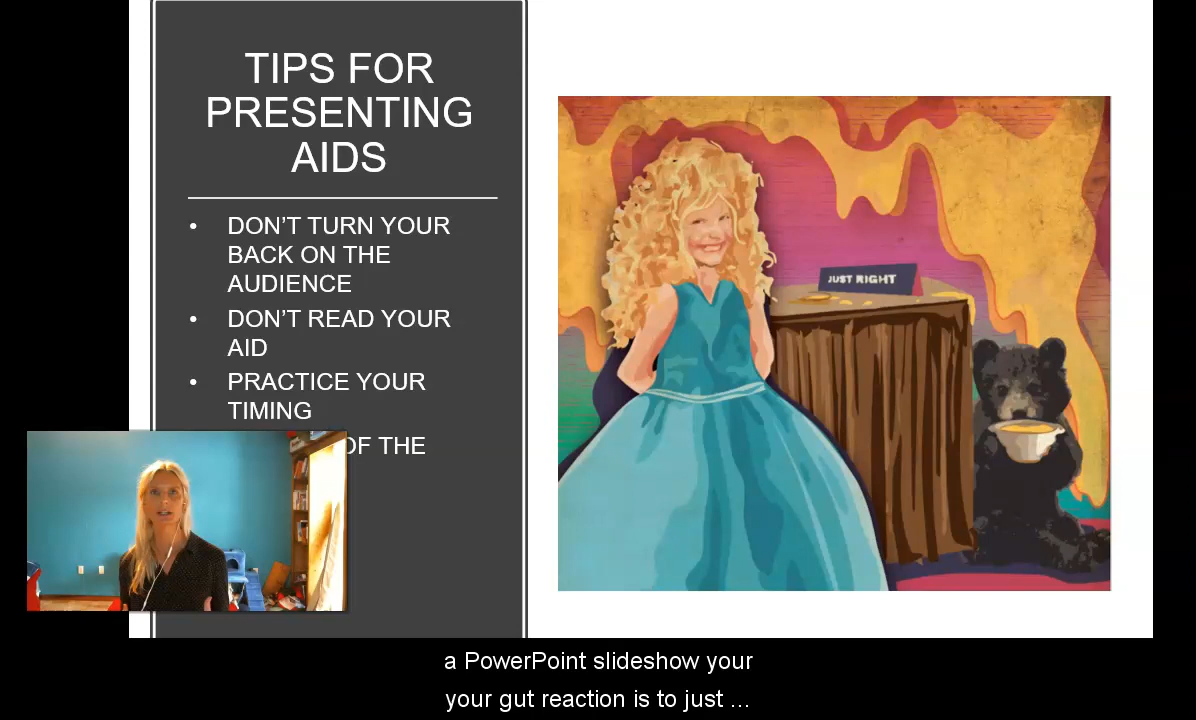 TIPS FOR
PRESENTING
AIDS
• DON'T TURN YOUR
BACK ON THE
AUDIENCE
• DON'T READ YOUR
AID
• PRACTICE YOUR
TIMING
OF THE
JUST RIGHT
a PowerPoint slideshow your
your gut reaction is to just ...